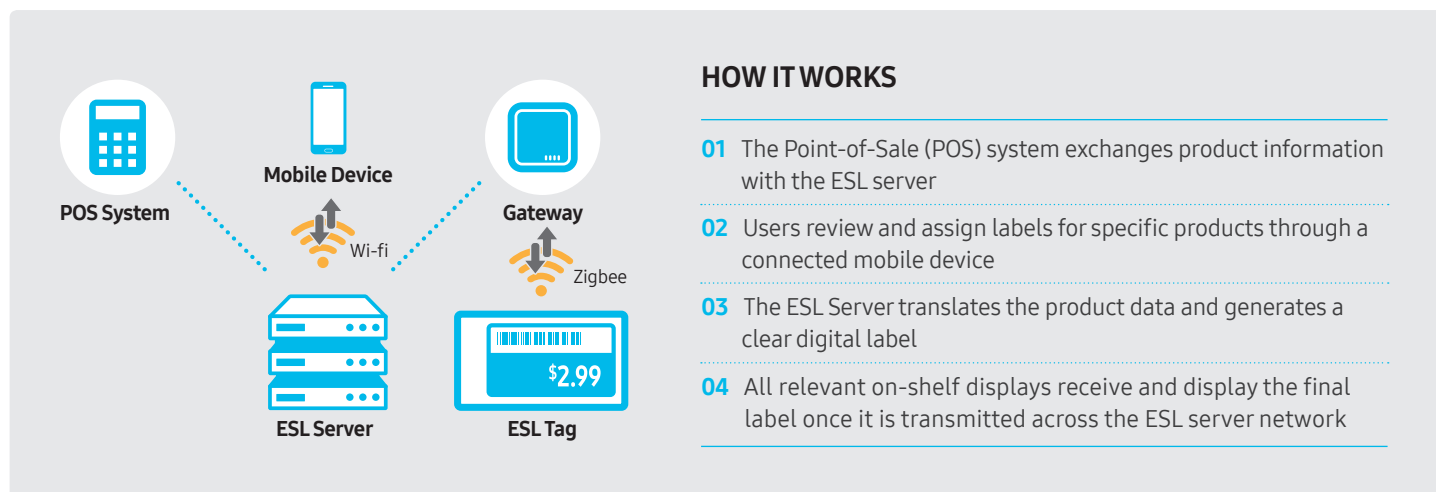 POS System
Mobile Device
Wi-fi
Gateway
Zigbee
ESL Server
$2.99
ESL Tag
HOW IT WORKS
01 The Point-of-Sale (POS) system exchanges product information
with the ESL server
02 Users review and assign labels for specific products through a
connected mobile device
03 The ESL Server translates the product data and generates a
clear digital label
04 All relevant on-shelf displays receive and display the final
label once it is transmitted across the ESL server network